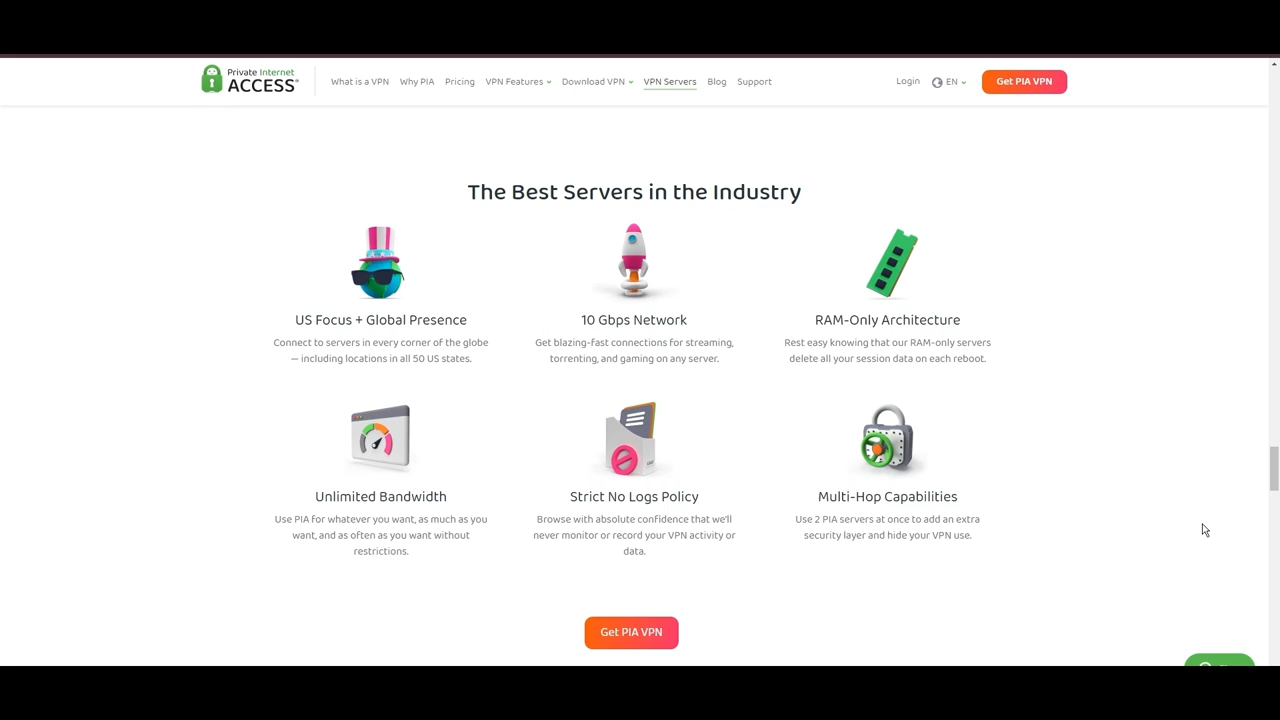 Private Internet
ACCESS®
What is a VPN Why PIA Pricing VPN Features Download VPN VPN Servers Blog Support Login EN Get PIA VPN
The Best Servers in the Industry
US Focus + Global Presence
Connect to servers in every corner of the globe
— including locations in all 50 US states.
10 Gbps Network
Get blazing-fast connections for streaming,
torrenting, and gaming on any server.
RAM-Only Architecture
Rest easy knowing that our RAM-only servers
delete all your session data on each reboot.
Unlimited Bandwidth
Use PIA for whatever you want, as much as you
want, and as often as you want without
restrictions.
Strict No Logs Policy
Browse with absolute confidence that we'll
never monitor or record your VPN activity or
data.
Multi-Hop Capabilities
Use 2 PIA servers at once to add an extra
security layer and hide your VPN use.
Get PIA VPN